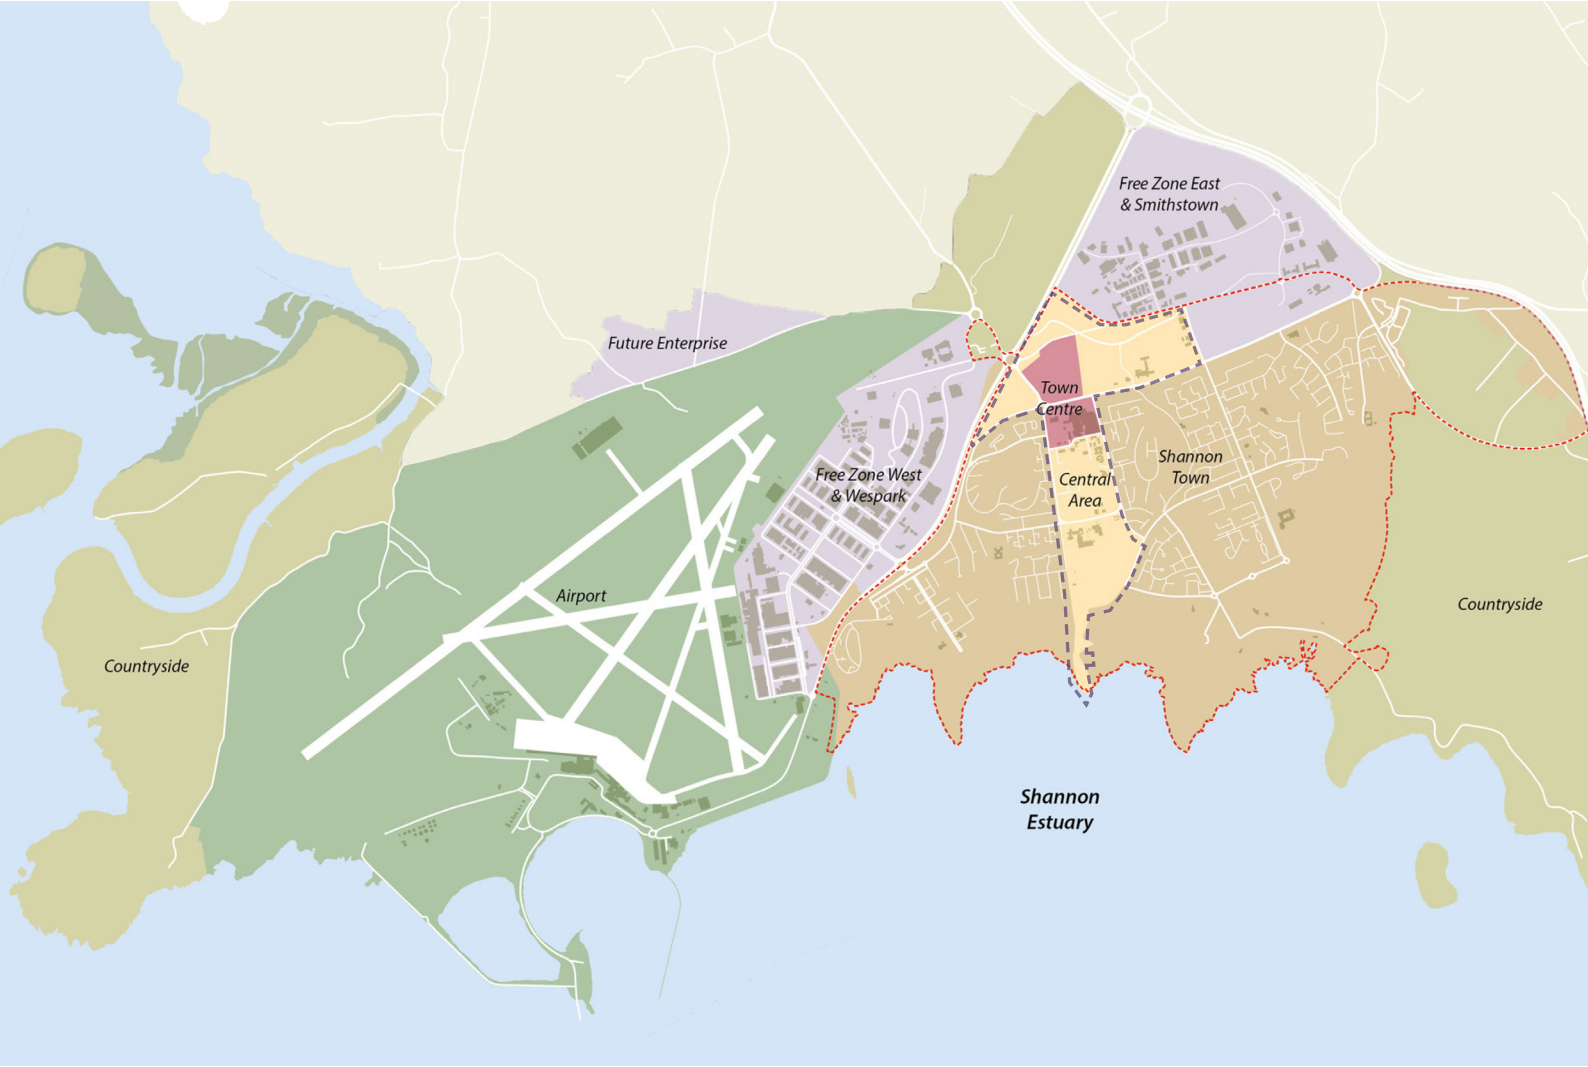 Free Zone East
& Smithstown
Future Enterprise
Town
Centre
Free Zone West
& Wespark
Shannon
Town
Central
Area
Airport
Countryside
Countryside
Shannon
Estuary